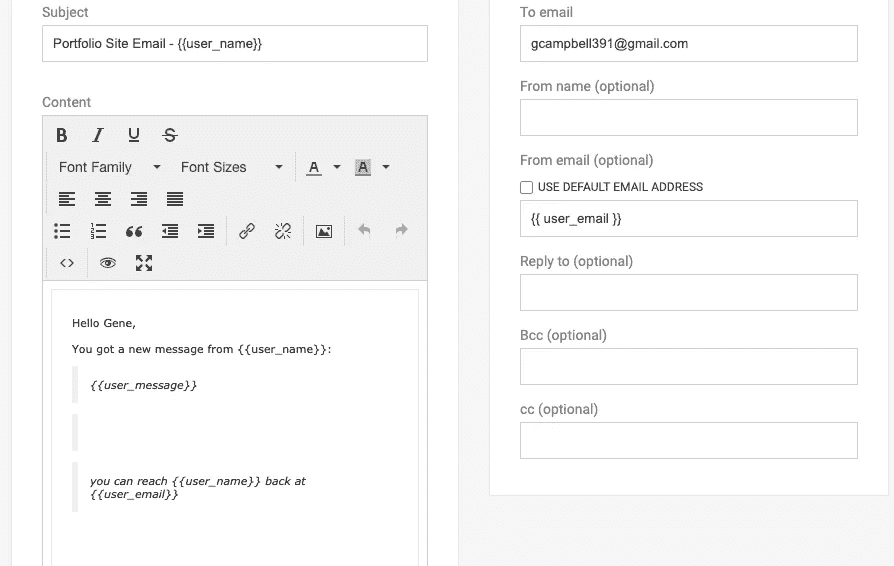 Subject
Portfolio Site Email - {{user_name}}
Content
B I U S
Font Family Font Sizes A A
Hello Gene,
You got a new message from {{user_name}}:
{{user_message}}
you can reach {{user_name}} back at
{{user_email}}
To email
gcampbell391@gmail.com
From name (optional)
From email (optional)
USE DEFAULT EMAIL ADDRESS
{{ user_email }}
Reply to (optional)
Bcc (optional)
cc (optional)